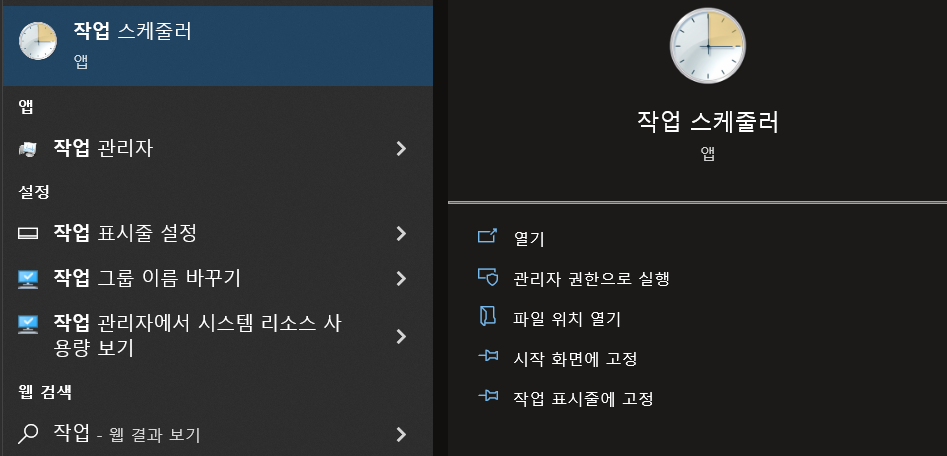 작업 스케줄러
앱
앱
작업 관리자
설정
작업 표시줄 설정
작업 그룹 이름 바꾸기
작업 관리자에서 시스템 리소스 사
용량 보기
웹 검색
작업 - 웹 결과 보기
작업 스케줄러
앱
열기
관리자 권한으로 실행
파일 위치 열기
시작 화면에 고정
작업 표시줄에 고정